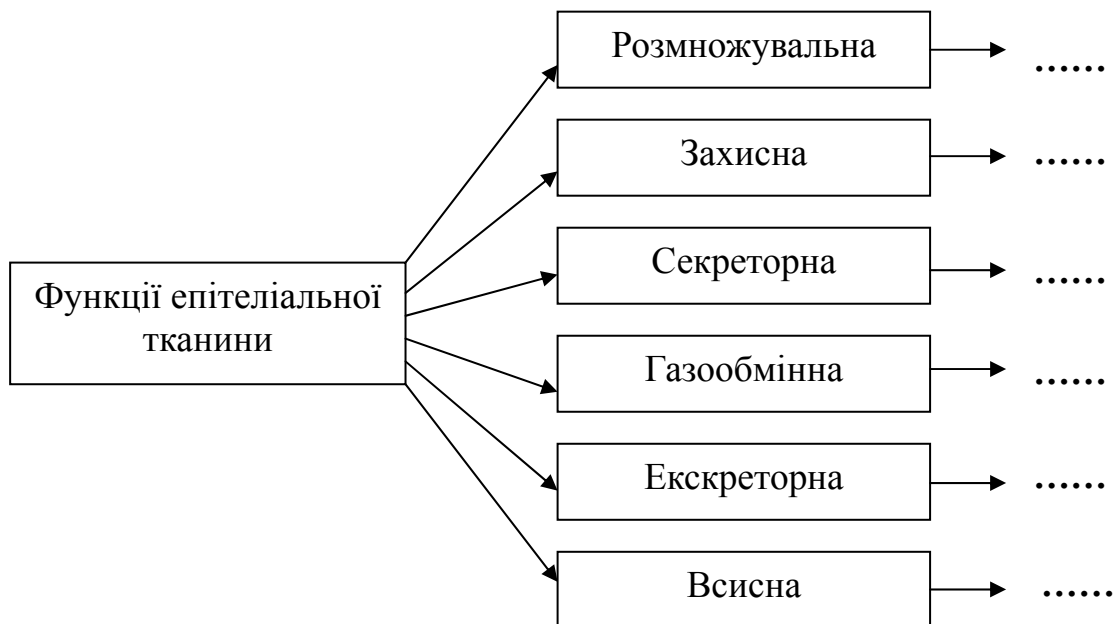 Розмножувальна
......
Захисна
......
Секреторна
......
Функції епітеліальної
тканини
Газообмінна
......
Екскреторна
......
Всисна
......